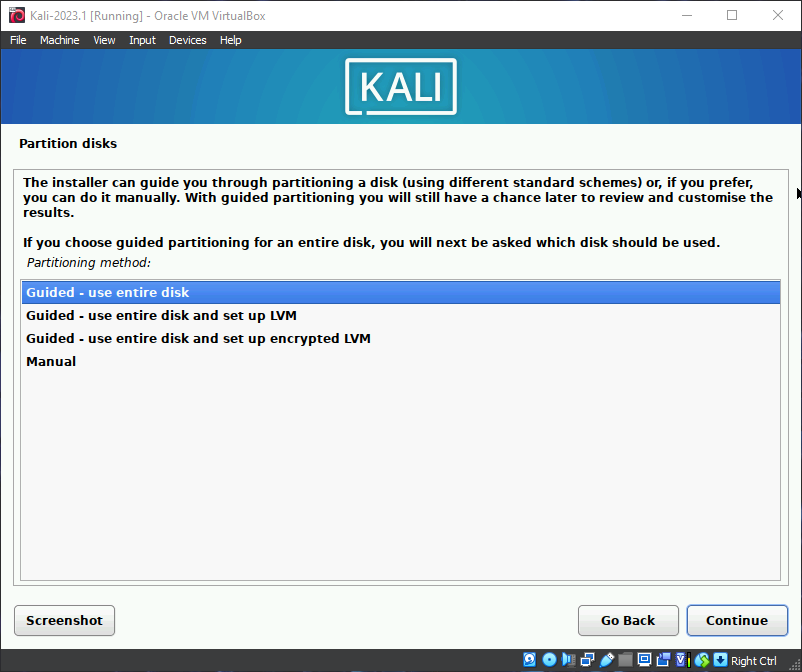 Kali-2023.1 [Running] - Oracle VM VirtualBox
File Machine View Input Devices Help
KALI
Partition disks
The installer can guide you through partitioning a disk (using different standard schemes) or, if you prefer,
you can do it manually. With guided partitioning you will still have a chance later to review and customise the
results.
If you choose guided partitioning for an entire disk, you will next be asked which disk should be used.
Partitioning method:
Guided - use entire disk
Guided - use entire disk and set up LVM
Guided - use entire disk and set up encrypted LVM
Manual
Screenshot Go Back Continue
Right Ctrl